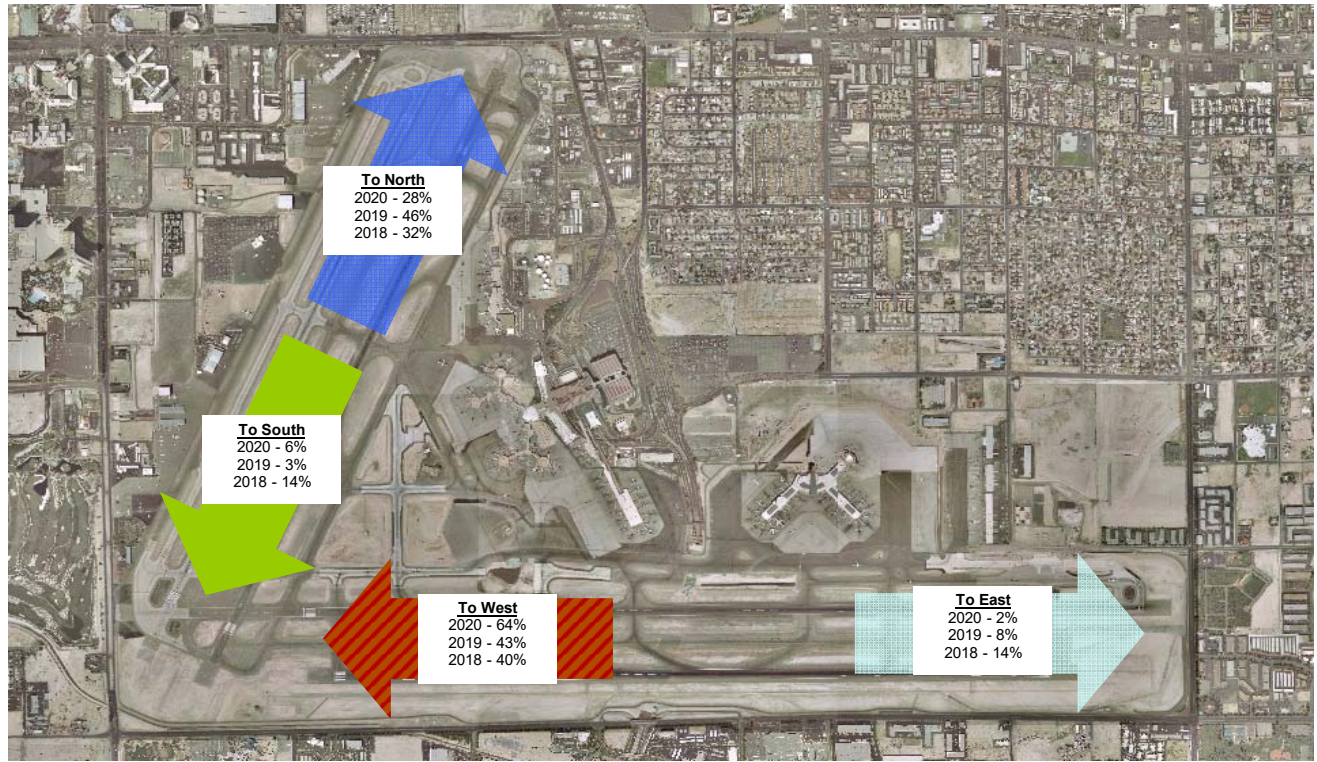 To North
2020 - 28%
2019 - 46%
2018 - 32%
To South
2020 - 6%
2019 - 3%
2018 - 14%
To West
2020 - 64%
2019 - 43%
2018 - 40%
To East
2020 - 2%
2019 - 8%
2018 - 14%